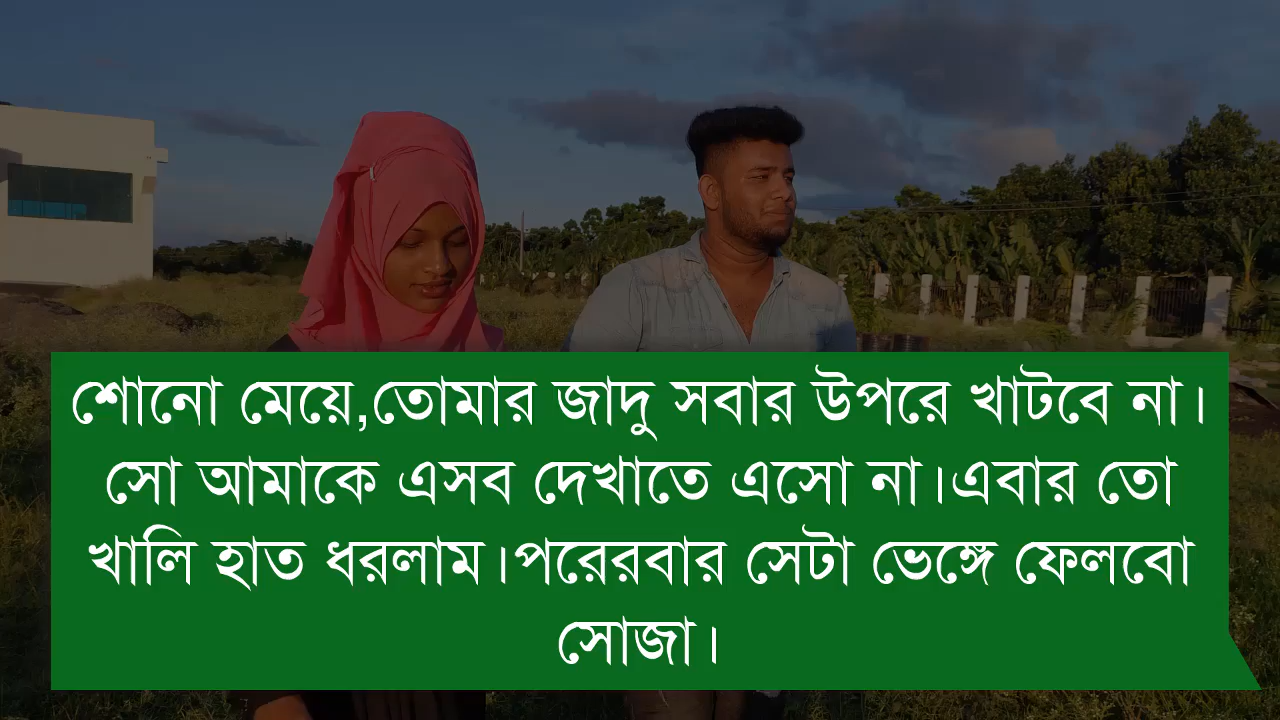 শোনো মেয়ে,তোমার জাদু সবার উপরে খাটবে না।
সো আমাকে এসব দেখাতে এসো না।এবার তো
খালি হাত ধরলাম।পরেরবার সেটা ভেঙ্গে ফেলবো
সোজা।